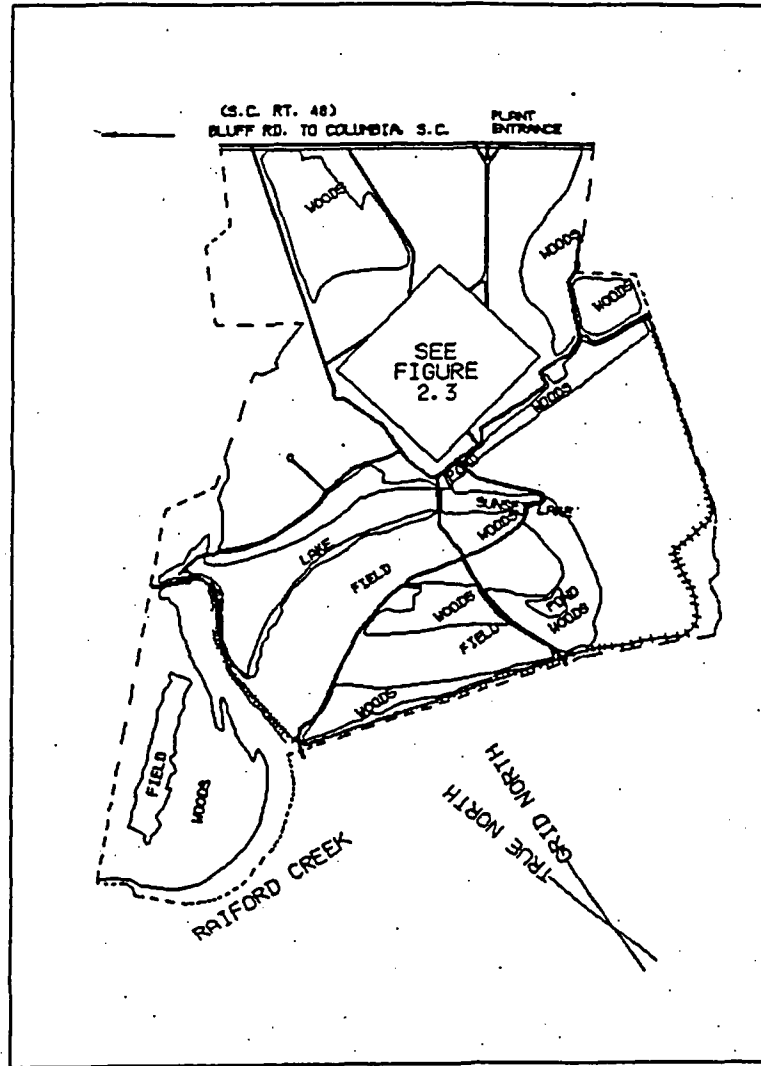 (S.C. RT. 48)
BLUFF RD. TO COLUMBIA S.C.
PLANT
ENTRANCE
WOODS
WOODS
WOODS
SEE
FIGURE
2.3
WOODS
POND
LAKE
LAKE
WOODS
FIELD
WOODS
POND
WOODS
FIELD
WOODS
FIELD
WOODS
RAIFORD CREEK
TRUE NORTH
GRID NORTH